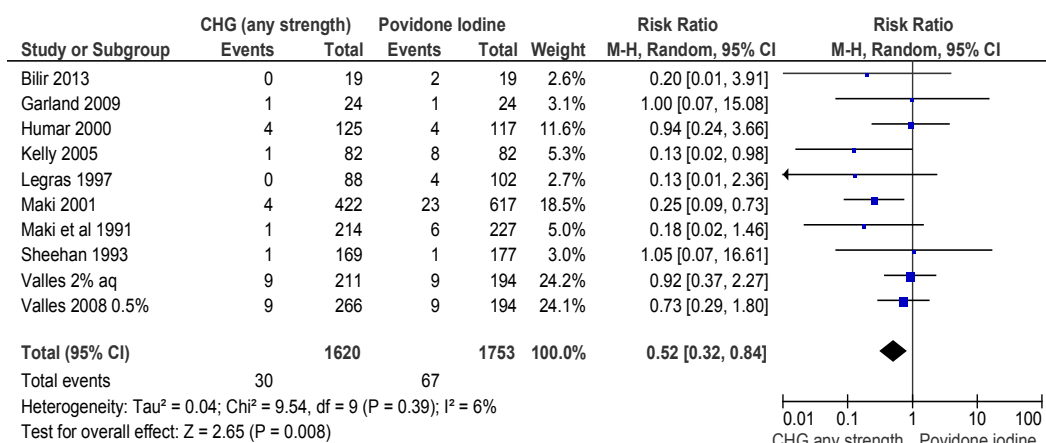 CHG (any strength) Povidone Iodine Risk Ratio Risk Ratio
Study or Subgroup Events Total Events Total Weight M-H, Random, 95% CI M-H, Random, 95% CI
Bilir 2013 0 19 2 19 2.6% 0.20 [0.01, 3.91]
Garland 2009 1 24 1 24 3.1% 1.00 [0.07, 15.08]
Humar 2000 4 125 4 117 11.6% 0.94 [0.24, 3.66]
Kelly 2005 1 82 8 82 5.3% 0.13 [0.02, 0.98]
Legras 1997 0 88 4 102 2.7% 0.13 [0.01, 2.36]
Maki 2001 4 422 23 617 18.5% 0.25 [0.09, 0.73]
Maki et al 1991 1 214 6 227 5.0% 0.18 [0.02, 1.46]
Sheehan 1993 1 169 1 177 3.0% 1.05 [0.07, 16.61]
Valles 2% aq 9 211 9 194 24.2% 0.92 [0.37, 2.27]
Valles 2008 0.5% 9 266 9 194 24.1% 0.73 [0.29, 1.80]
Total (95% CI) 1620 1753 100.0% 0.52 [0.32, 0.84]
Total events 30 67
Heterogeneity: Tau² = 0.04; Chi² = 9.54, df = 9 (P = 0.39); I² = 6%
Test for overall effect: Z = 2.65 (P = 0.008)
0.01 0.1 1 10 100
CHG any strength Povidone iodine